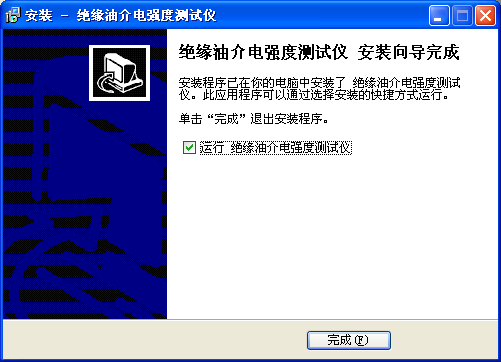 安装 - 绝缘油介电强度测试仪
绝缘油介电强度测试仪 安装向导完成
安装程序已在你的电脑中安装了 绝缘油介电强度测试
仪。此应用程序可以通过选择安装的快捷方式运行。
单击“完成”退出安装程序。
运行 绝缘油介电强度测试仪
完成(F)